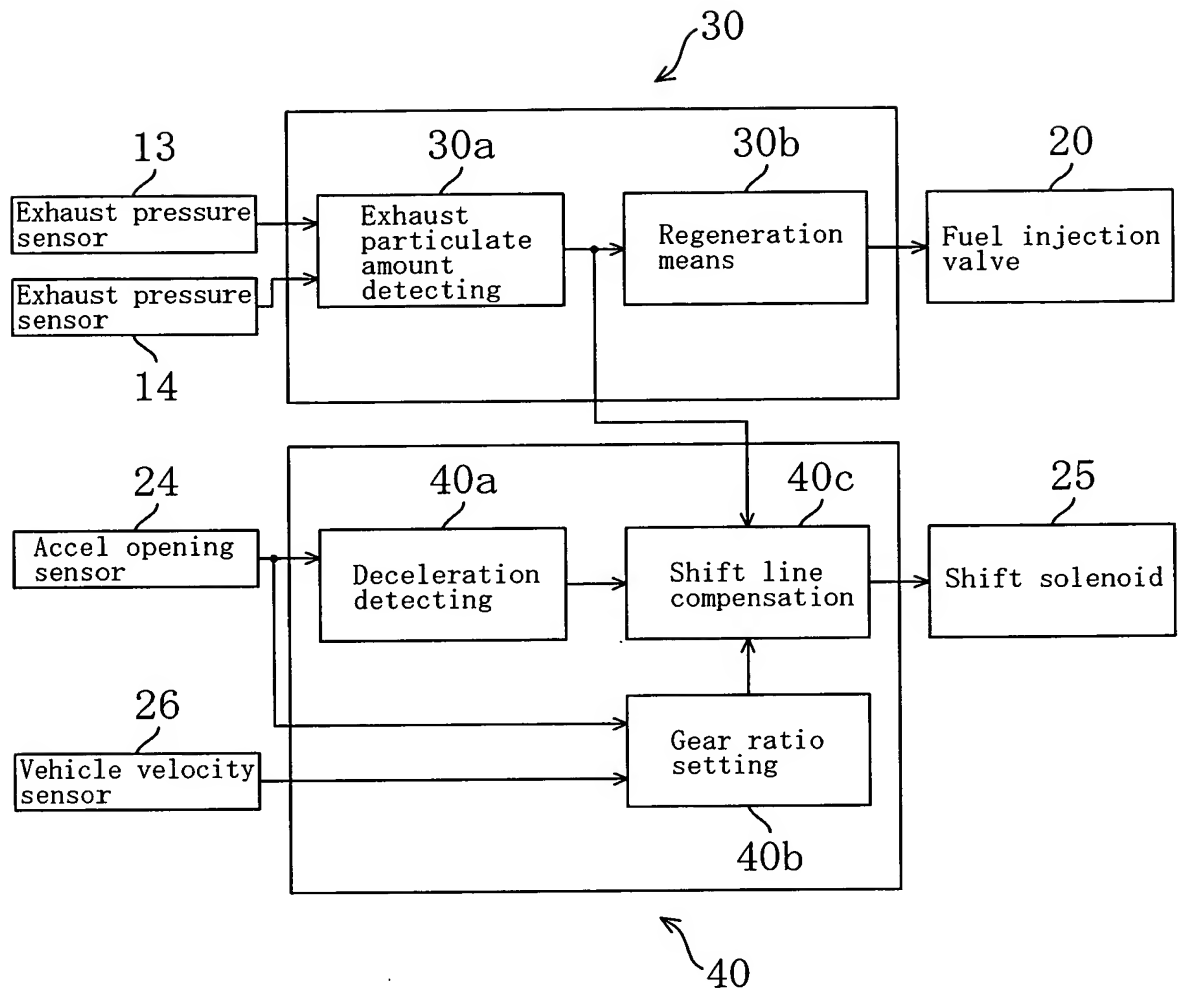 30
13
30a
30b
20
Exhaust pressure
sensor
Exhaust
particulate
amount
detecting
Regeneration
means
Fuel injection
valve
Exhaust pressure
sensor
14
24
40a
40c
25
Accel opening
sensor
Deceleration
detecting
Shift line
compensation
Shift solenoid
26
Vehicle velocity
sensor
Gear ratio
setting
40b
40